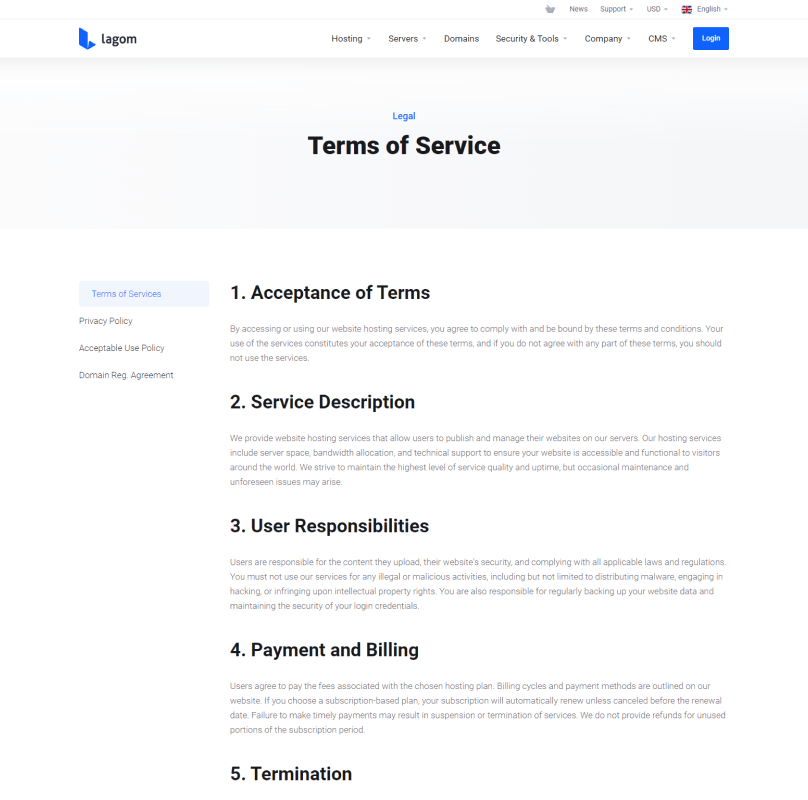 News Support USD English
lagom Hosting Servers Domains Security & Tools Company CMS Login
Legal
Terms of Service
Terms of Services
Privacy Policy
Acceptable Use Policy
Domain Reg. Agreement
1. Acceptance of Terms
By accessing or using our website hosting services, you agree to comply with and be bound by these terms and conditions. Your
use of the services constitutes your acceptance of these terms, and if you do not agree with any part of these terms, you should
not use the services.
2. Service Description
We provide website hosting services that allow users to publish and manage their websites on our servers. Our hosting services
include server space, bandwidth allocation, and technical support to ensure your website is accessible and functional to visitors
around the world. We strive to maintain the highest level of service quality and uptime, but occasional maintenance and
unforeseen issues may arise.
3. User Responsibilities
Users are responsible for the content they upload, their website's security, and complying with all applicable laws and regulations.
You must not use our services for any illegal or malicious activities, including but not limited to distributing malware, engaging in
hacking, or infringing upon intellectual property rights. You are also responsible for regularly backing up your website data and
maintaining the security of your login credentials.
4. Payment and Billing
Users agree to pay the fees associated with the chosen hosting plan. Billing cycles and payment methods are outlined on our
website. If you choose a subscription-based plan, your subscription will automatically renew unless canceled before the renewal
date. Failure to make timely payments may result in suspension or termination of services. We do not provide refunds for unused
portions of the subscription period.
5. Termination